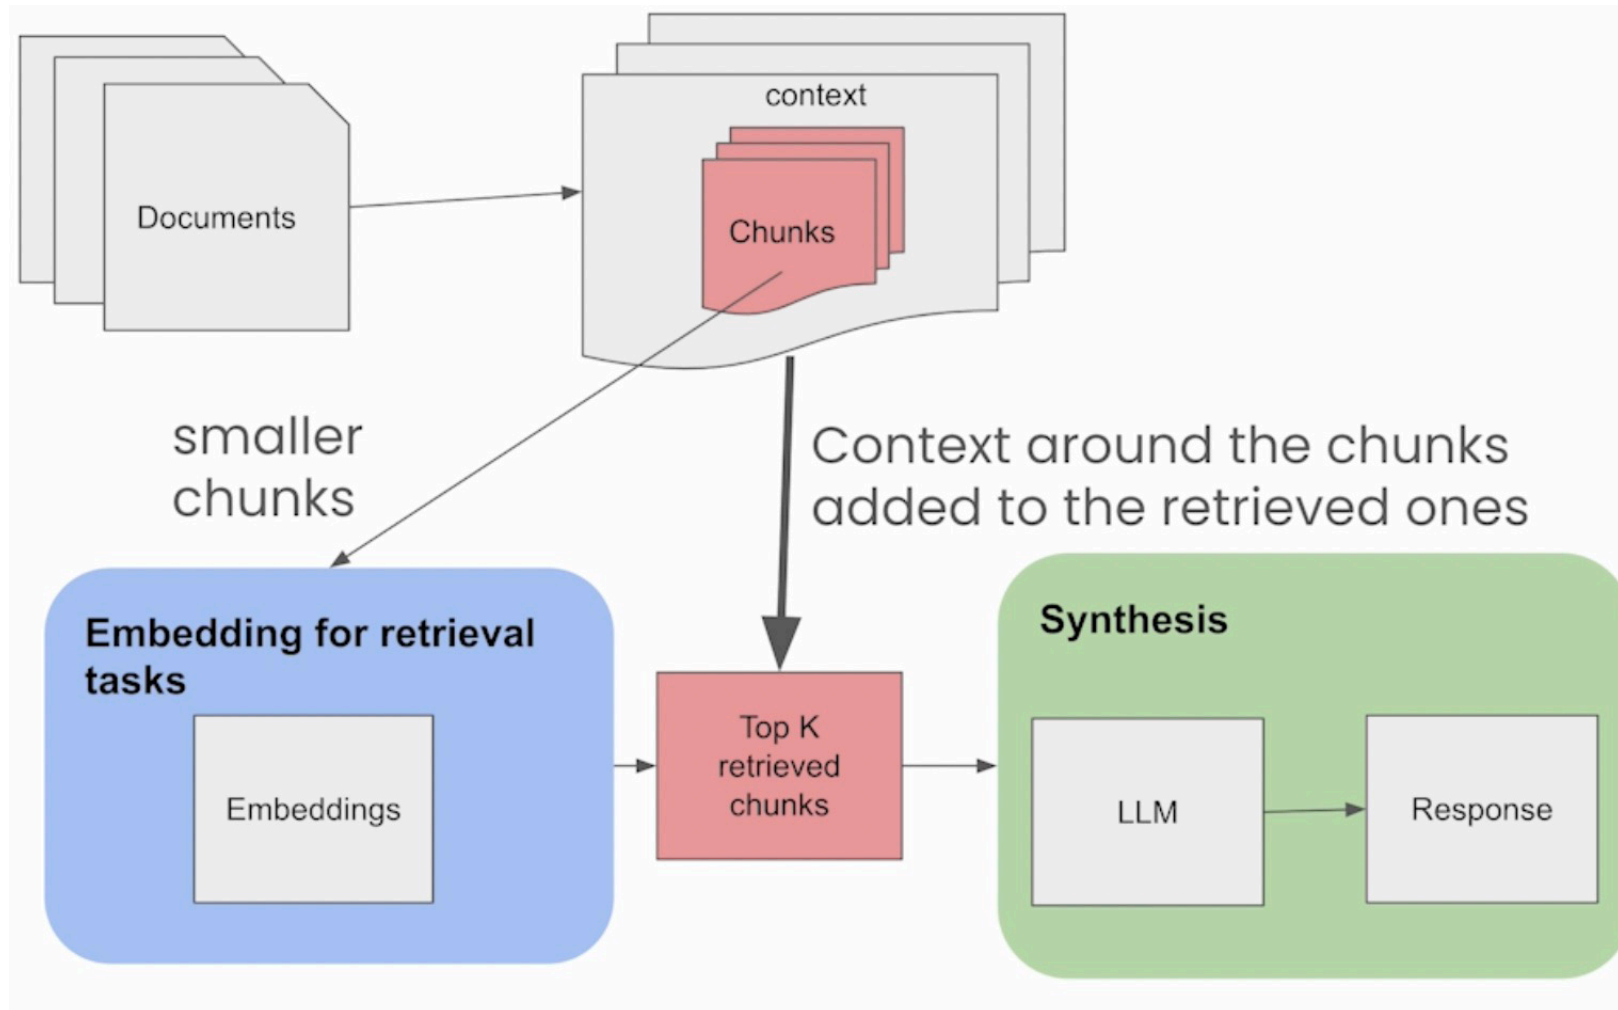 context
Documents
Chunks
smaller
chunks
Context around the chunks
added to the retrieved ones
Embedding for retrieval
tasks
Embeddings
Top K
retrieved
chunks
Synthesis
LLM
Response